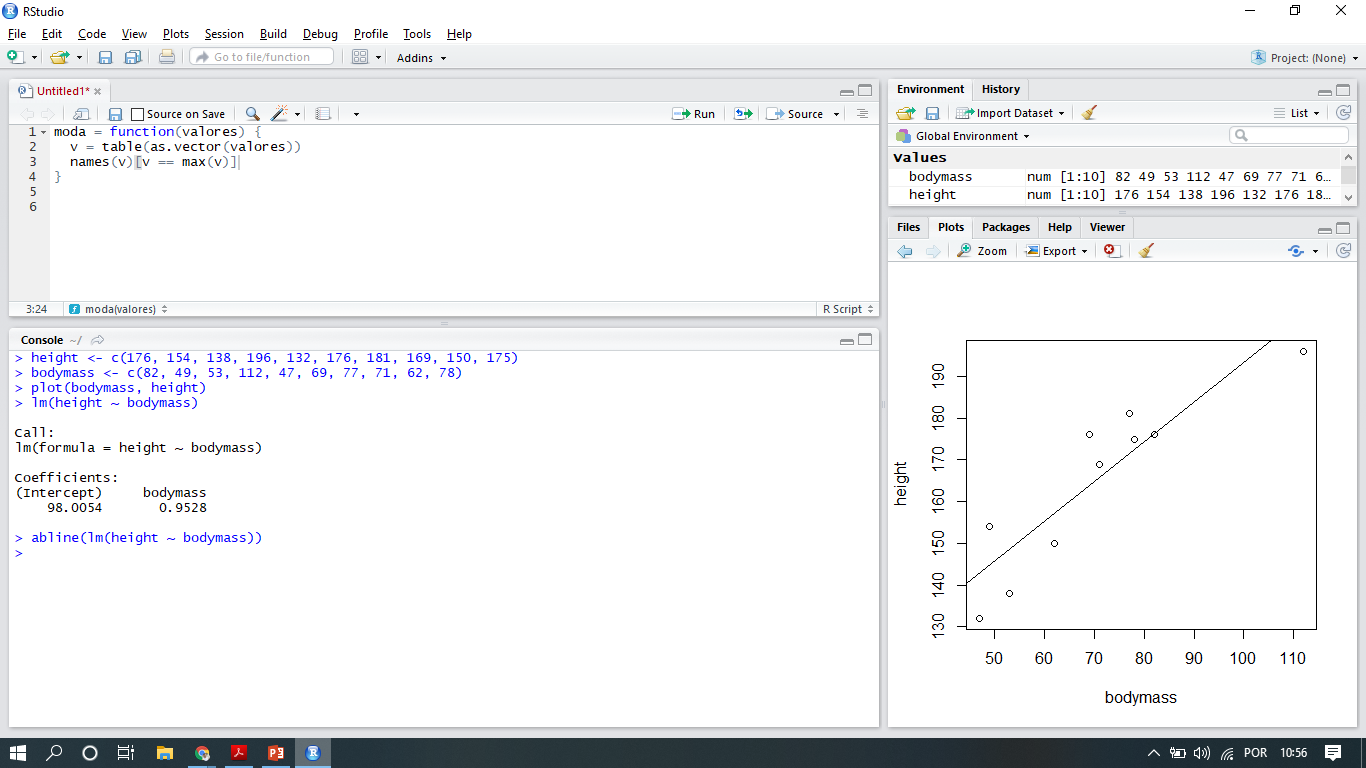 RStudio
File Edit Code View Plots Session Build Debug Profile Tools Help
Go to file/function Addins Project: (None)
Untitled1*
Source on Save Run Source
1 moda = function(valores) {
2 v = table(as.vector(valores))
3 names(v)[v == max(v)]
4 }
5
6
3:24 moda(valores) R Script
Console ~/
> height <- c(176, 154, 138, 196, 132, 176, 181, 169, 150, 175)
> bodymass <- c(82, 49, 53, 112, 47, 69, 77, 71, 62, 78)
> plot(bodymass, height)
> lm(height ~ bodymass)
Call:
lm(formula = height ~ bodymass)
Coefficients:
(Intercept) bodymass
98.0054 0.9528
> abline(lm(height ~ bodymass))
>
Environment History
Import Dataset List
Global Environment
Values
bodymass num [1:10] 82 49 53 112 47 69 77 71 6…
height num [1:10] 176 154 138 196 132 176 18…
Files Plots Packages Help Viewer
Zoom Export
height
190
180
170
160
150
140
130
50 60 70 80 90 100 110
bodymass
POR 10:56